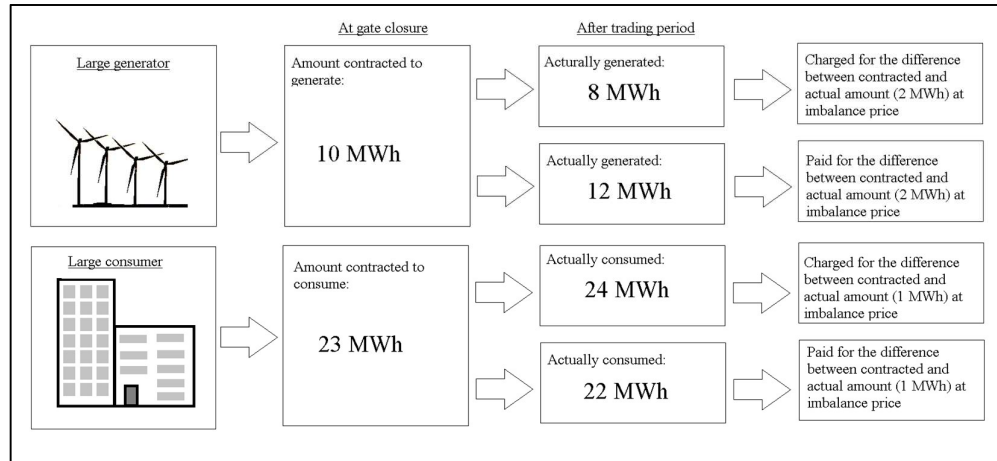 At gate closure
After trading period
Large generator
Amount contracted to
generate:
10 MWh
Acturally generated:
8 MWh
Charged for the difference
between contracted and
actual amount (2 MWh) at
imbalance price
Actually generated:
12 MWh
Paid for the difference
between contracted and
actual amount (2 MWh) at
imbalance price
Large consumer
Amount contracted to
consume:
23 MWh
Actually consumed:
24 MWh
Charged for the difference
between contracted and
actual amount (1 MWh) at
imbalance price
Actually consumed:
22 MWh
Paid for the difference
between contracted and
actual amount (1 MWh) at
imbalance price